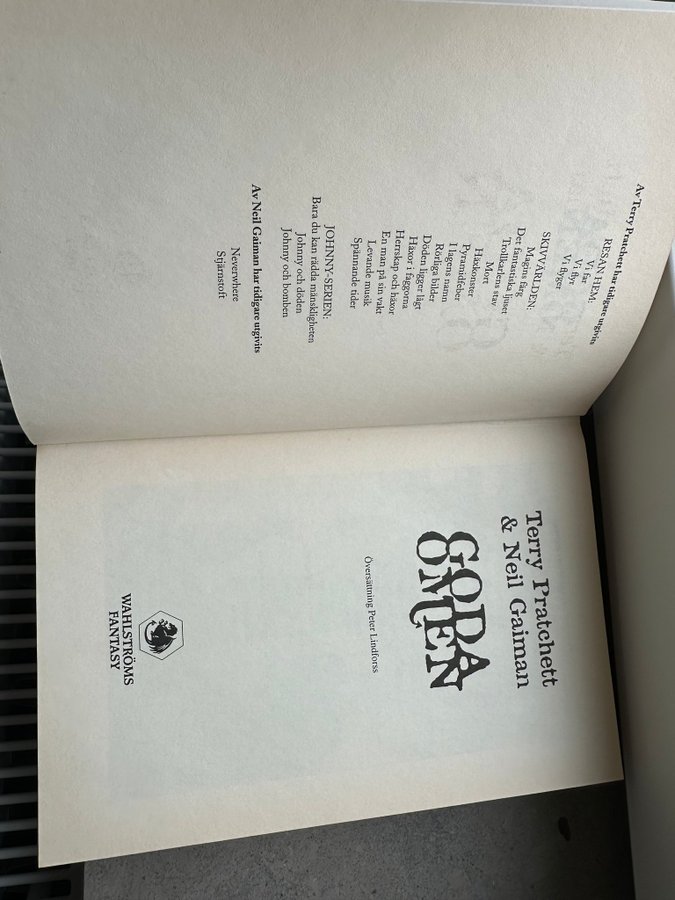 Av Terry Pratchett har tidigare utgivits
RESAN HEM:
Vi får
Vi flyr
Vi flyger
SKIVVÄRLDEN:
Magins färg
Det fantastiska ljuset
Trollkarlens stav
Mort
Häxkonster
Pyramidfeber
I lagens namn
Rörliga bilder
Döden ligger lågt
Häxor i faggorna
Herrskap och häxor
En man på sin vakt
Levande musik
Spännande tider
JOHNNY-SERIEN:
Bara du kan rädda mänskligheten
Johnny och döden
Johnny och bomben
Av Neil Gaiman har tidigare utgivits
Neverwhere
Stjärnstoft
Terry Pratchett
& Neil Gaiman
GODA
OMEN
Översättning Peter Lindforss
WAHLSTRÖMS
FANTASY